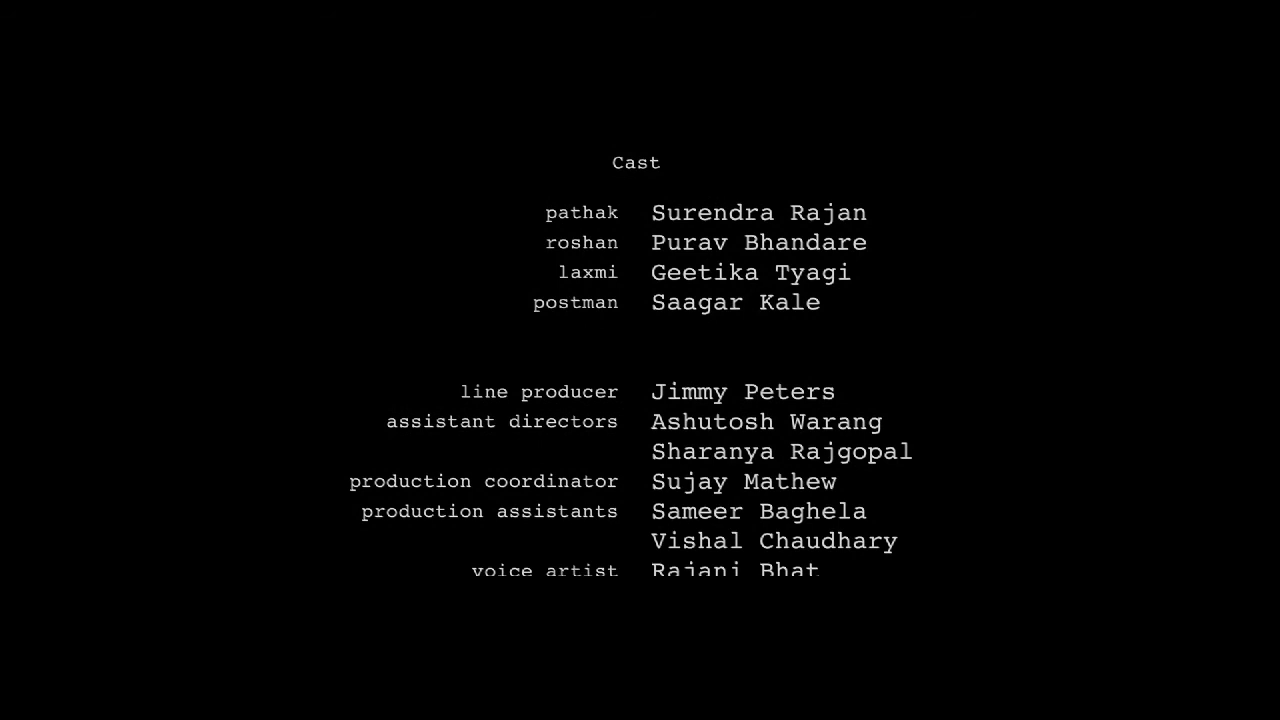 Cast
pathak Surendra Rajan
roshan Purav Bhandare
laxmi Geetika Tyagi
postman Saagar Kale
line producer Jimmy Peters
assistant directors Ashutosh Warang
Sharanya Rajgopal
production coordinator Sujay Mathew
production assistants Sameer Baghela
Vishal Chaudhary
voice artist Rajani Bhat